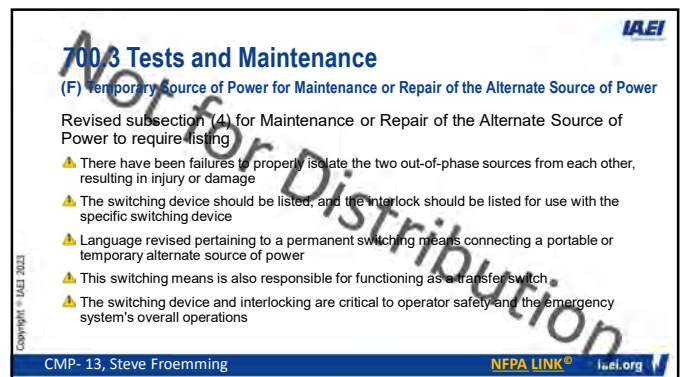 IAEI
700.3 Tests and Maintenance
(F) Temporary Source of Power for Maintenance or Repair of the Alternate Source of Power
Revised subsection (4) for Maintenance or Repair of the Alternate Source of
Power to require listing
There have been failures to properly isolate the two out-of-phase sources from each other,
resulting in injury or damage
The switching device should be listed, and the interlock should be listed for use with the
specific switching device
Language revised pertaining to a permanent switching means connecting a portable or
temporary alternate source of power
This switching means is also responsible for functioning as a transfer switch
The switching device and interlocking are critical to operator safety and the emergency
system's overall operations
Not for Distribution
Copyright © IAEI 2023
CMP- 13, Steve Froemming
NFPA LINK©
iaei.org